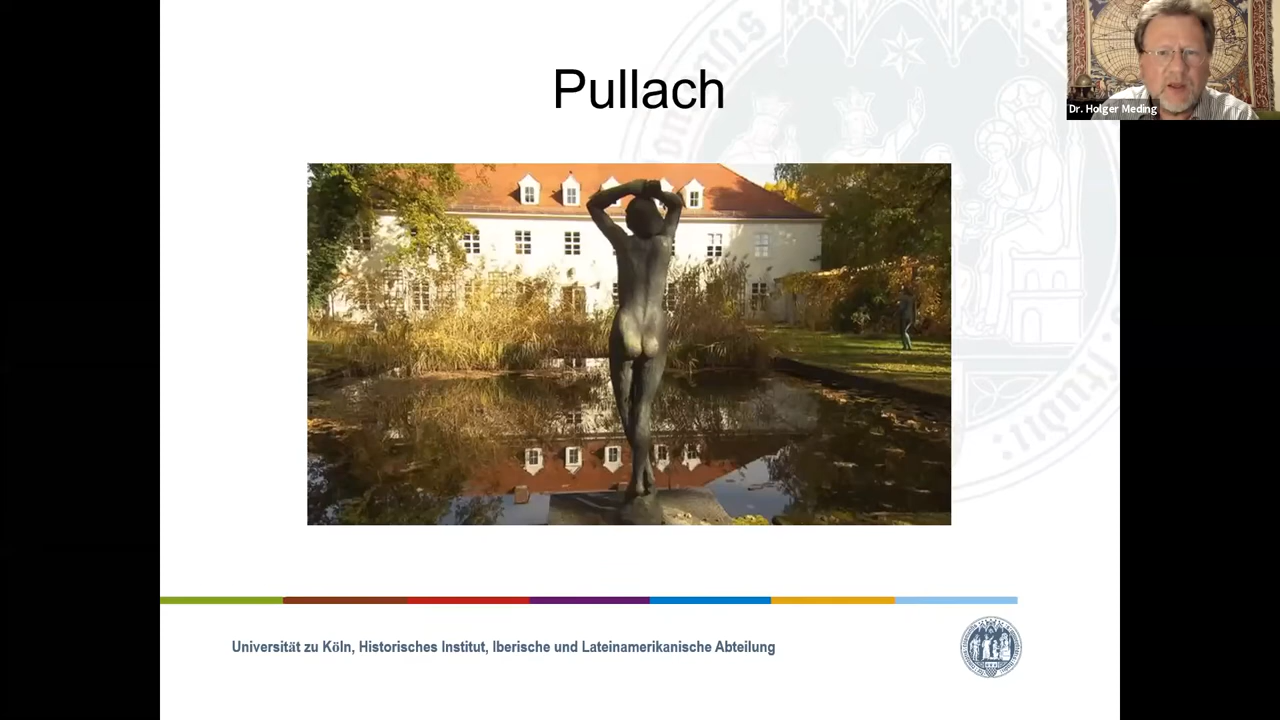 Pullach
Dr. Holger Meding
Universität zu Köln, Historisches Institut, Iberische und Lateinamerikanische Abteilung